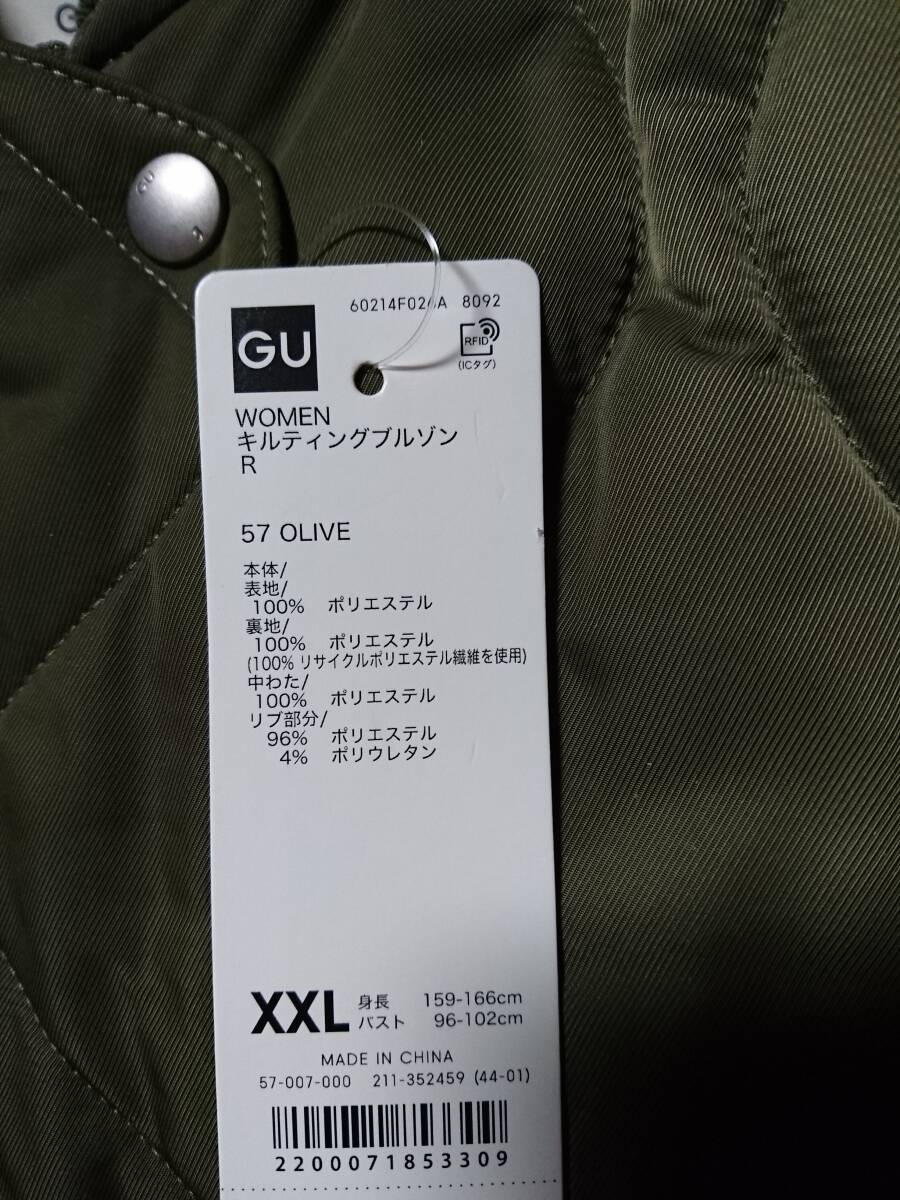 GU
60214F026A 8092
GU
RFID
(ICタグ)
WOMEN
キルティングブルゾン
R
57 OLIVE
本体/
表地/
100% ポリエステル
裏地/
100% ポリエステル
(100% リサイクルポリエステル繊維を使用)
中わた/
100% ポリエステル
リブ部分/
96% ポリエステル
4% ポリウレタン
XXL 身長 159-166cm
バスト 96-102cm
MADE IN CHINA
57-007-000 211-352459 (44-01)
2200071853309